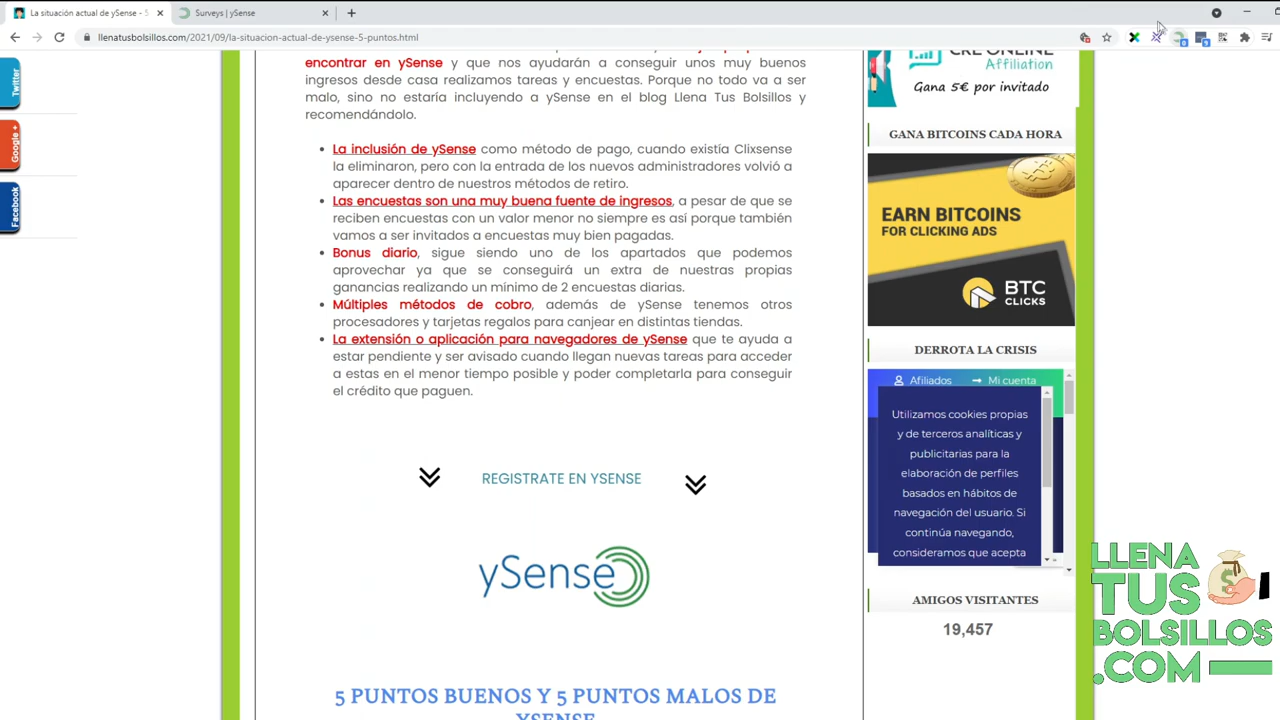 La situación actual de ySense - 5
Surveys | ySense
llenatusbolsillos.com/2021/09/la-situacion-actual-de-ysense-5-puntos.html
Twitter
Google +
Facebook
encontrar en ySense y que nos ayudarán a conseguir unos muy buenos
ingresos desde casa realizamos tareas y encuestas. Porque no todo va a ser
malo, sino no estaría incluyendo a ySense en el blog Llena Tus Bolsillos y
recomendándolo.
La inclusión de ySense como método de pago, cuando existía Clixsense
la eliminaron, pero con la entrada de los nuevos administradores volvió a
aparecer dentro de nuestros métodos de retiro.
Las encuestas son una muy buena fuente de ingresos, a pesar de que se
reciben encuestas con un valor menor no siempre es así porque también
vamos a ser invitados a encuestas muy bien pagadas.
Bonus diario, sigue siendo uno de los apartados que podemos
aprovechar ya que se conseguirá un extra de nuestras propias
ganancias realizando un mínimo de 2 encuestas diarias.
Múltiples métodos de cobro, además de ySense tenemos otros
procesadores y tarjetas regalos para canjear en distintas tiendas.
La extensión o aplicación para navegadores de ySense que te ayuda a
estar pendiente y ser avisado cuando llegan nuevas tareas para acceder
a estas en el menor tiempo posible y poder completarla para conseguir
el crédito que paguen.
REGISTRATE EN YSENSE
ySense
5 PUNTOS BUENOS Y 5 PUNTOS MALOS DE
YSENSE
CRE ONLINE
Affiliation
Gana 5€ por invitado
GANA BITCOINS CADA HORA
EARN BITCOINS
FOR CLICKING ADS
BTC
CLICKS
DERROTA LA CRISIS
Afiliados
Mi cuenta
Utilizamos cookies propias
y de terceros analíticas y
publicitarias para la
elaboración de perfiles
basados en hábitos de
navegación del usuario. Si
continúa navegando,
consideramos que acepta
AMIGOS VISITANTES
19,457
LLENA
TUS
BOLSILLOS
.COM